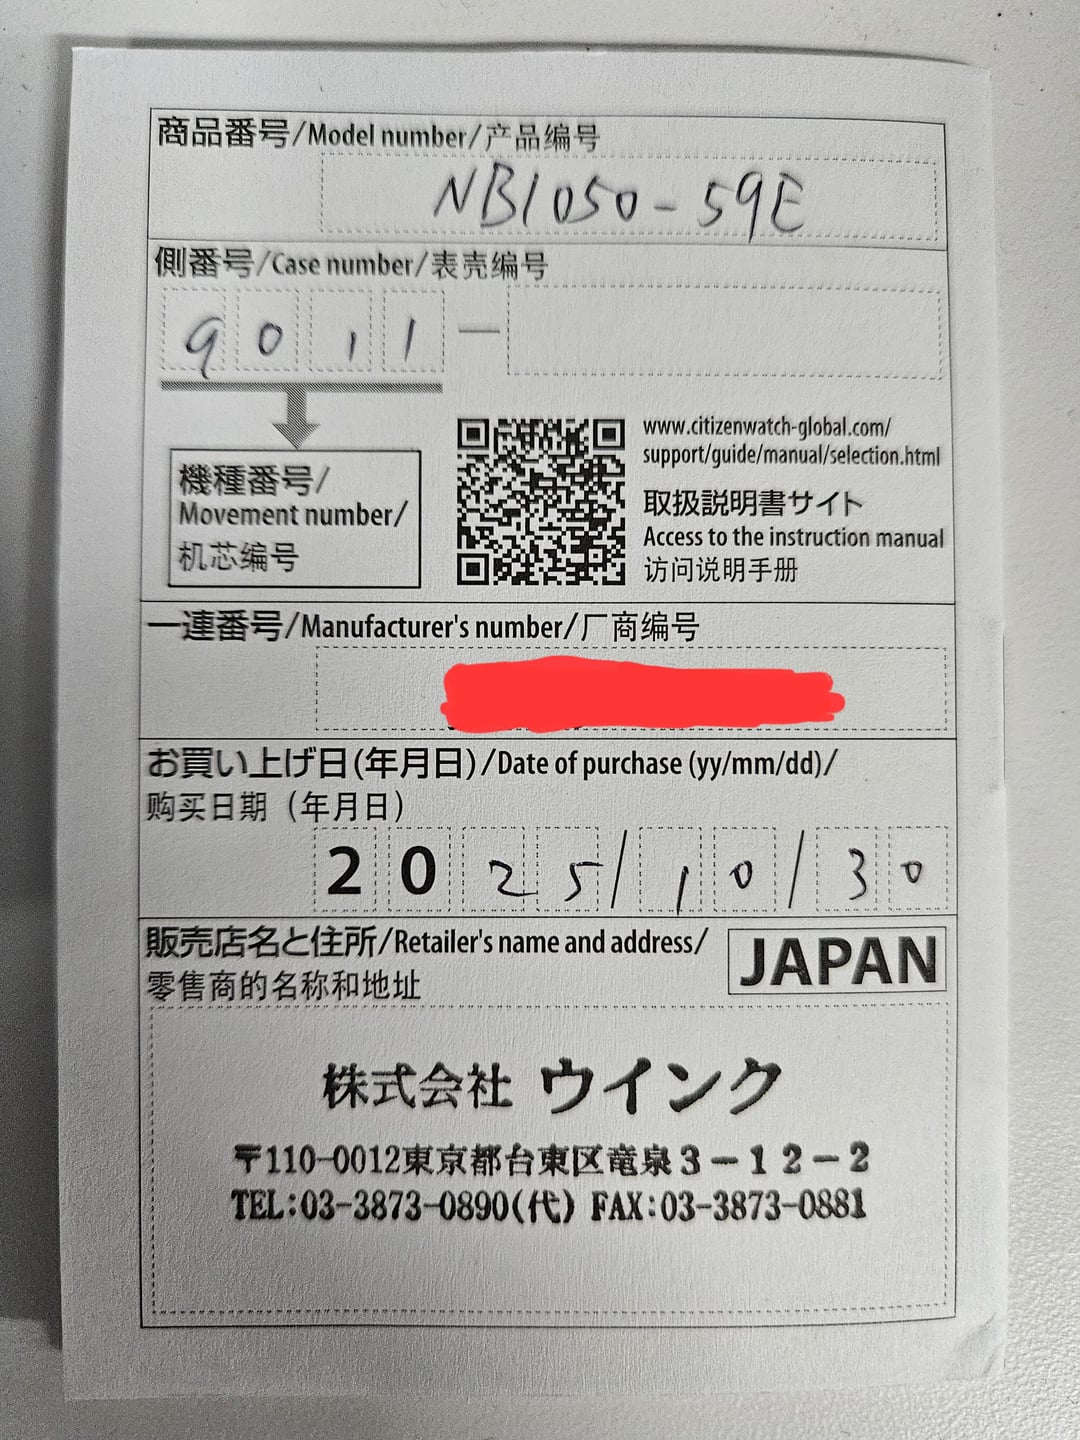 商品番号/Model number/产品编号
NB1050-59E
側番号/Case number/表壳编号
9011 —
www.citizenwatch-global.com/
support/guide/manual/selection.html
機種番号/
Movement number/
机芯编号
取扱説明書サイト
Access to the instruction manual
访问说明手册
一連番号/Manufacturer's number/厂商编号
お買い上げ日(年月日)/Date of purchase (yy/mm/dd)/
购买日期（年月日）
2025/10/30
販売店名と住所/Retailer's name and address/
零售商的名称和地址
JAPAN
株式会社 ウインク
〒110-0012東京都台東区竜泉3-12-2
TEL:03-3873-0890(代) FAX:03-3873-0881